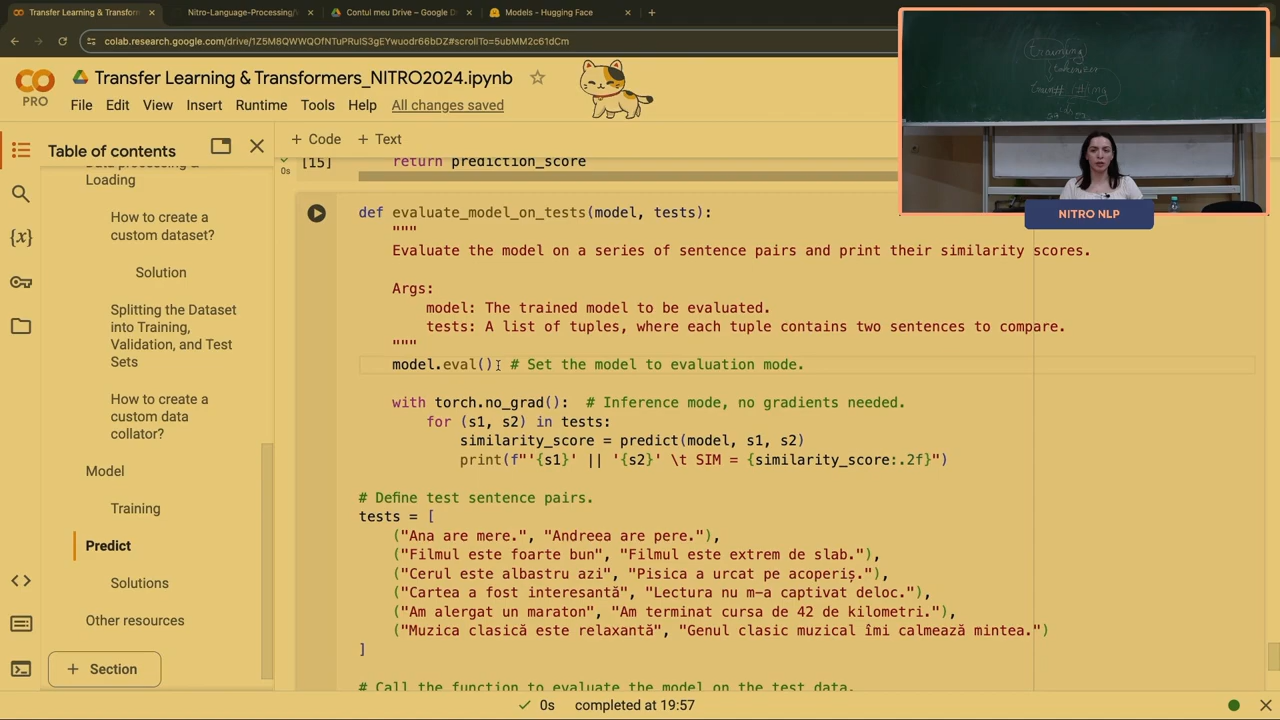 Transfer Learning & Transform
Nitro-Language-Processing/
Contul meu Drive – Google D
Models - Hugging Face
colab.research.google.com/drive/1Z5M8QWWQOfNTuPRulS3gEYwuodr66bDZ#scrollTo=5ubMM2c61dCm
PRO
Transfer Learning & Transformers_NITRO2024.ipynb
File Edit View Insert Runtime Tools Help All changes saved
training
tokenizer
NITRO NLP
Table of contents
+ Code + Text
Data processing &
Loading
How to create a
custom dataset?
Solution
Splitting the Dataset
into Training,
Validation, and Test
Sets
How to create a
custom data
collator?
Model
Training
Predict
Solutions
Other resources
+ Section
[15] return prediction_score
0s
def evaluate_model_on_tests(model, tests):
"""
Evaluate the model on a series of sentence pairs and print their similarity scores.
Args:
model: The trained model to be evaluated.
tests: A list of tuples, where each tuple contains two sentences to compare.
"""
model.eval() # Set the model to evaluation mode.
with torch.no_grad(): # Inference mode, no gradients needed.
for (s1, s2) in tests:
similarity_score = predict(model, s1, s2)
print(f"'{s1}' || '{s2}' \t SIM = {similarity_score:.2f}")
# Define test sentence pairs.
tests = [
("Ana are mere.", "Andreea are pere."),
("Filmul este foarte bun", "Filmul este extrem de slab."),
("Cerul este albastru azi", "Pisica a urcat pe acoperiș."),
("Cartea a fost interesantă", "Lectura nu m-a captivat deloc."),
("Am alergat un maraton", "Am terminat cursa de 42 de kilometri."),
("Muzica clasică este relaxantă", "Genul clasic muzical îmi calmează mintea.")
]
# Call the function to evaluate the model on the test data.
0s completed at 19:57